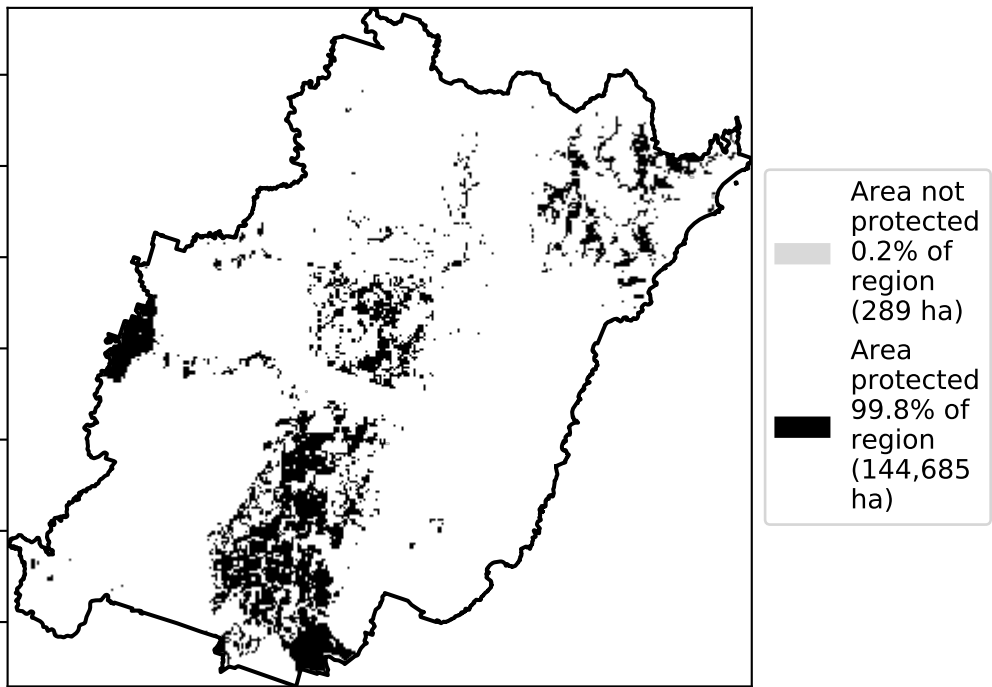 Area not
protected
0.2% of
region
(289 ha)
Area
protected
99.8% of
region
(144,685
ha)